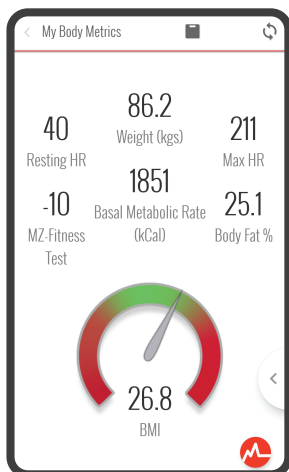 My Body Metrics
40
Resting HR
86.2
Weight (kgs)
211
Max HR
-10
MZ-Fitness
Test
1851
Basal Metabolic Rate
(kCal)
25.1
Body Fat %
26.8
BMI